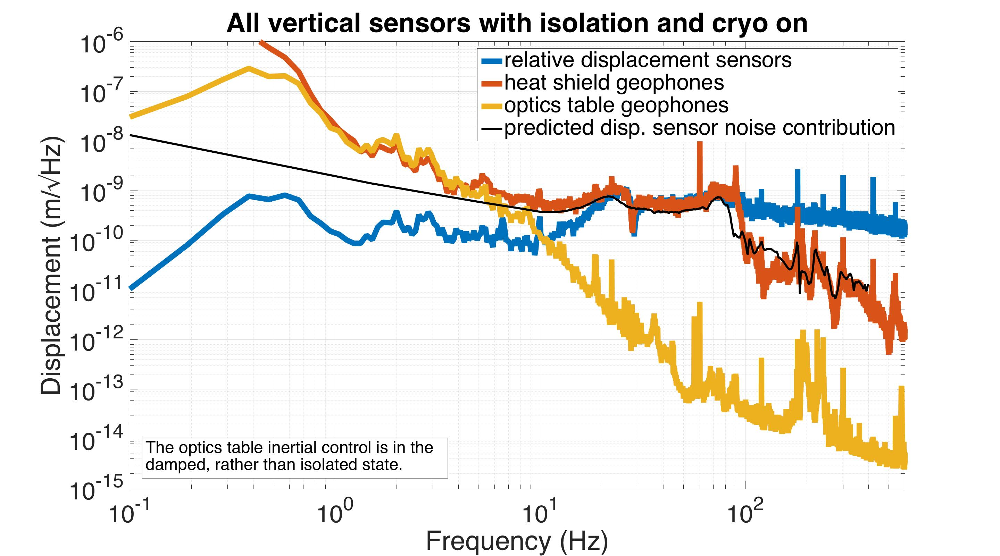 All vertical sensors with isolation and cryo on
relative displacement sensors
heat shield geophones
optics table geophones
predicted disp. sensor noise contribution
Displacement (m/√Hz)
10^-6
10^-7
10^-8
10^-9
10^-10
10^-11
10^-12
10^-13
10^-14
10^-15
The optics table inertial control is in the
damped, rather than isolated state.
10^-1 10^0 10^1 10^2
Frequency (Hz)